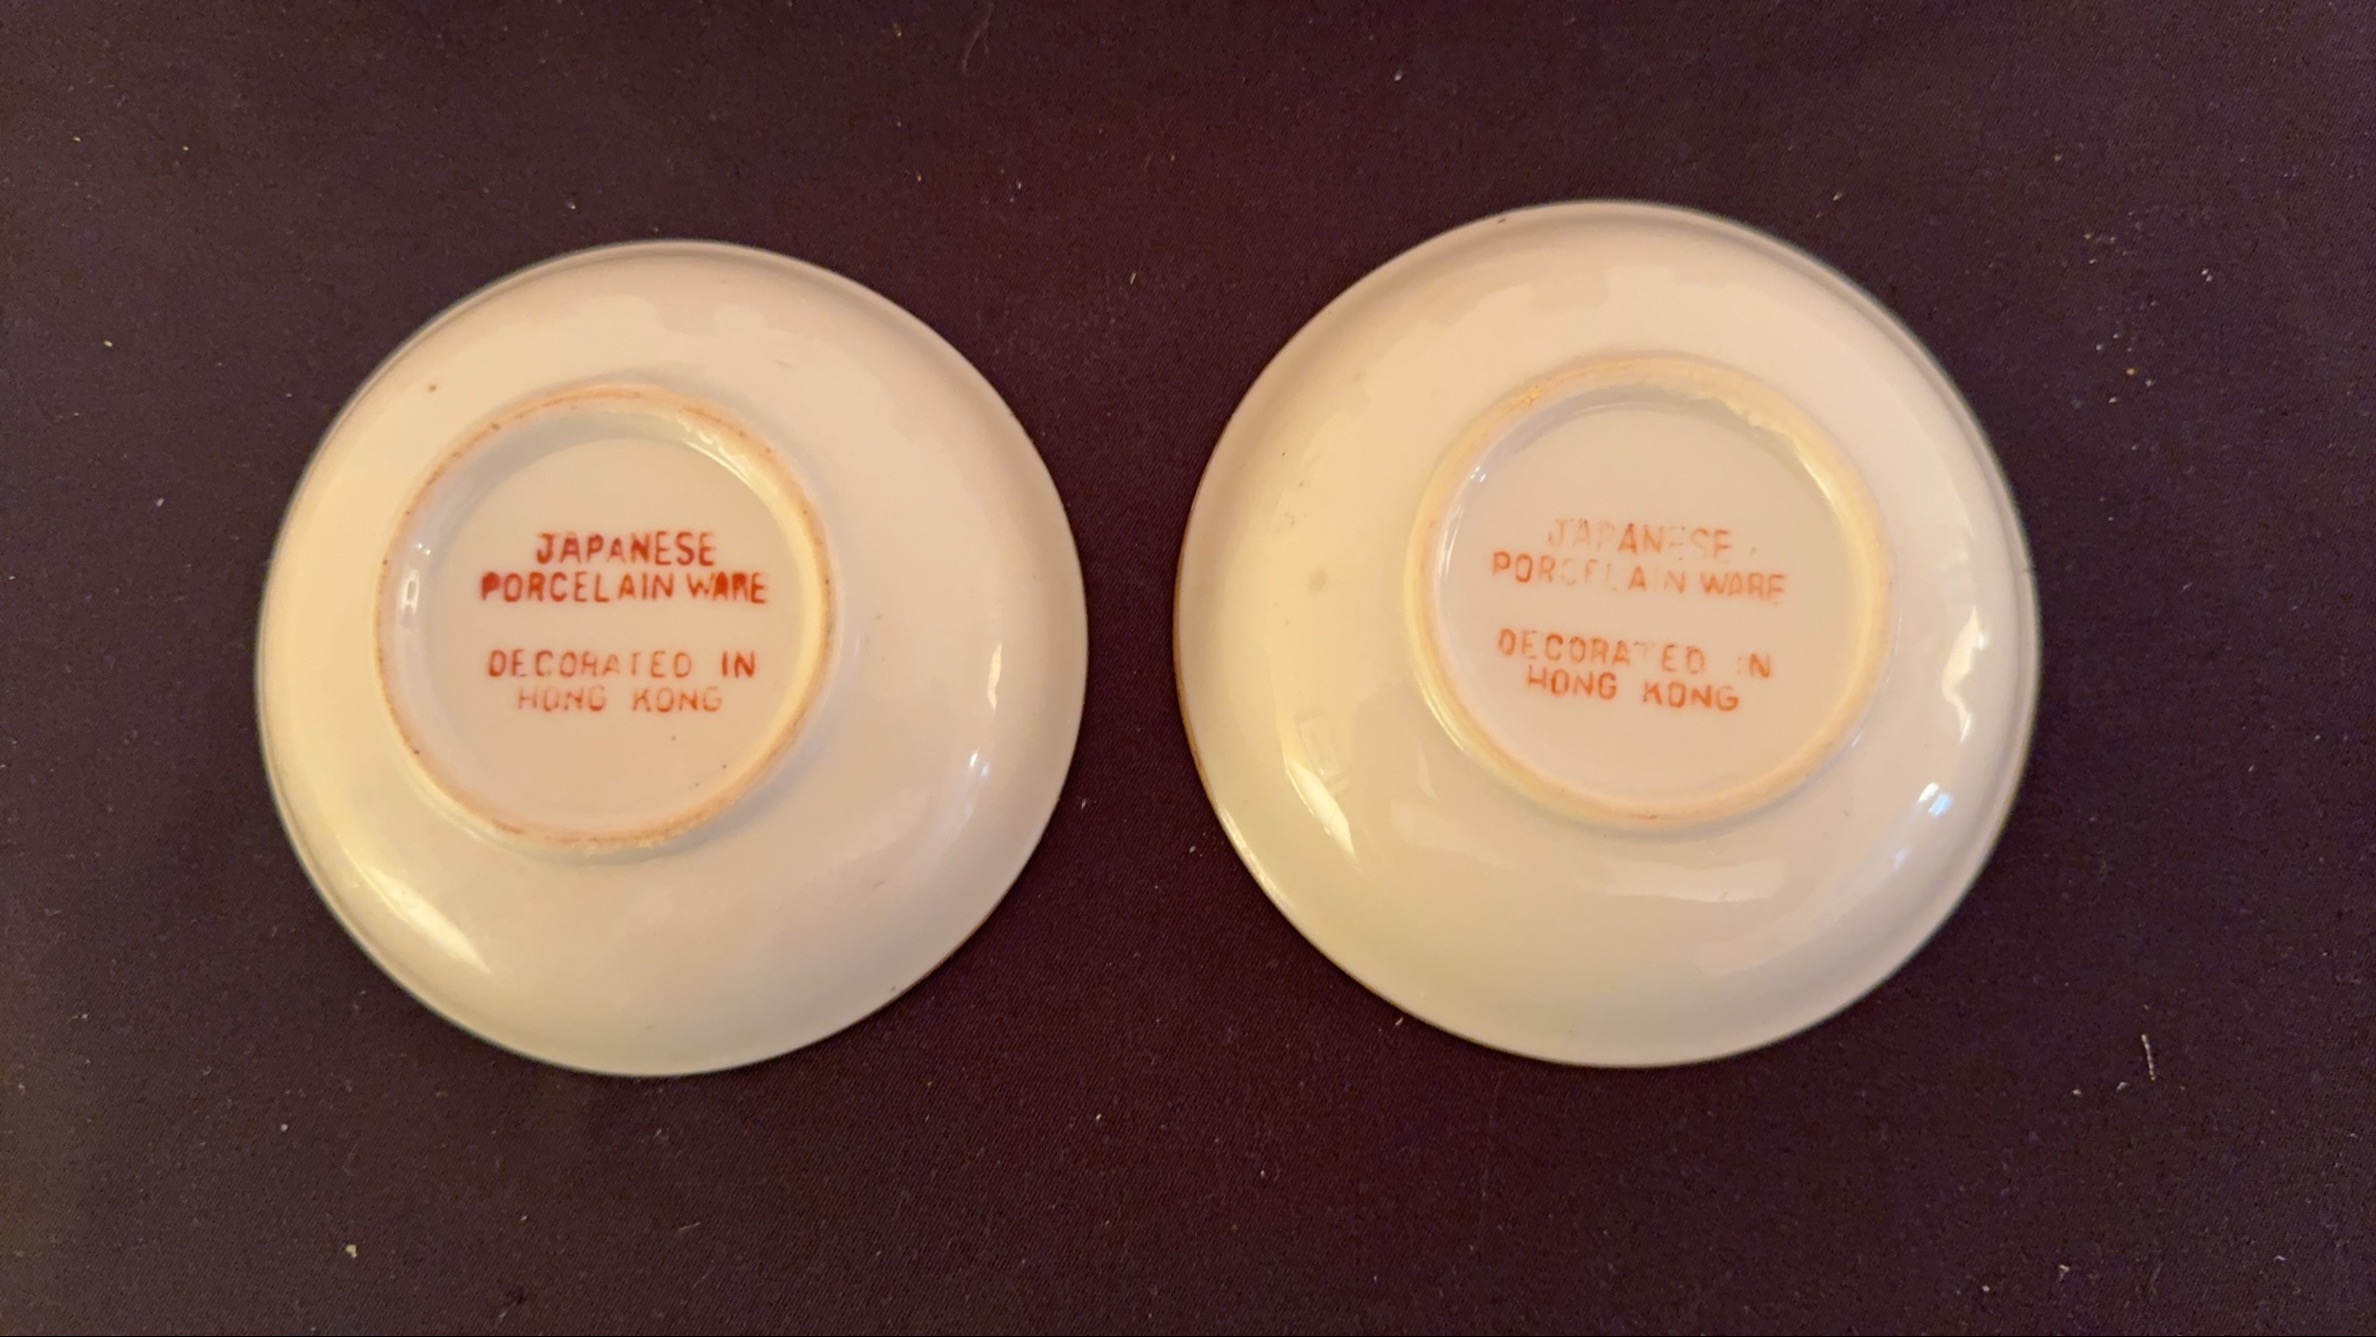 JAPANESE
PORCELAIN WARE
DECORATED IN
HONG KONG
JAPANESE
PORCELAIN WARE
DECORATED IN
HONG KONG